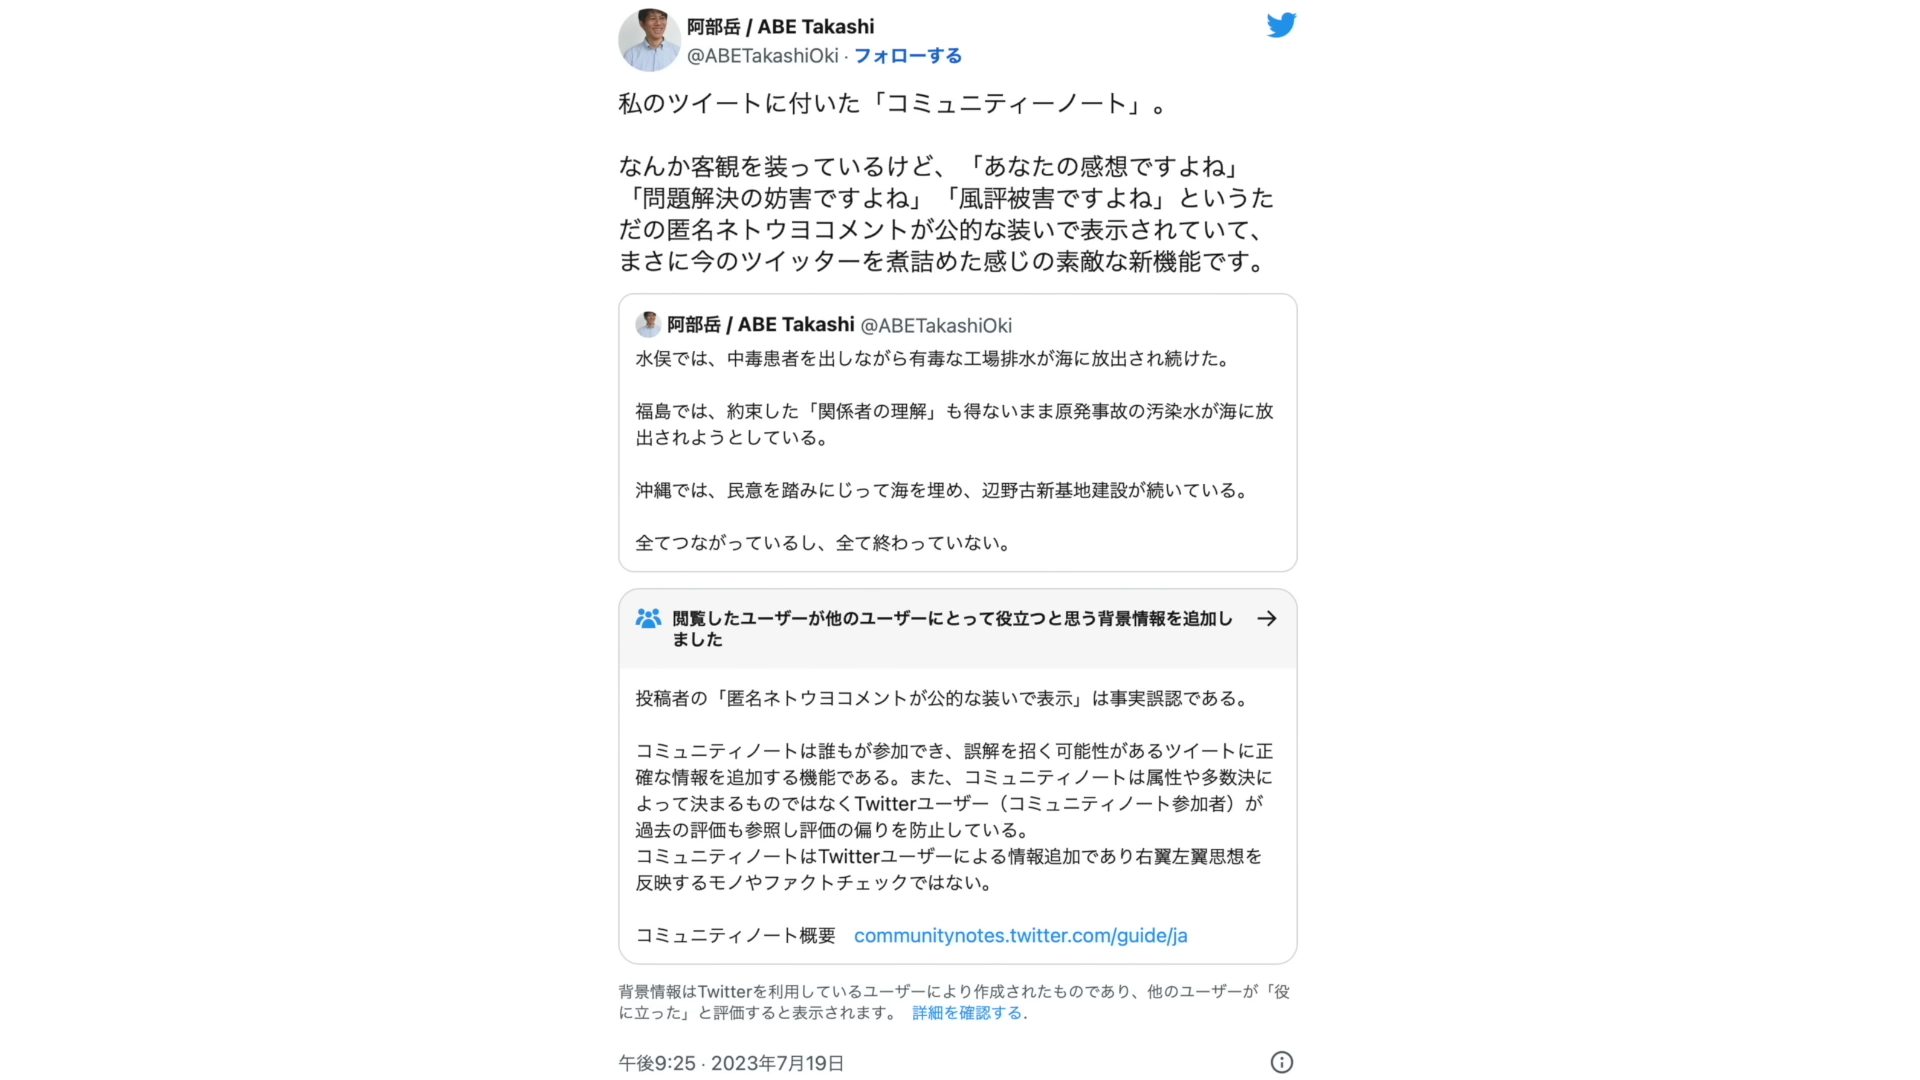 阿部岳 / ABE Takashi
@ABETakashiOki · フォローする
私のツイートに付いた「コミュニティーノート」。
なんか客観を装っているけど、「あなたの感想ですよね」
「問題解決の妨害ですよね」「風評被害ですよね」というた
だの匿名ネトウヨコメントが公的な装いで表示されていて、
まさに今のツイッターを煮詰めた感じの素敵な新機能です。
阿部岳 / ABE Takashi @ABETakashiOki
水俣では、中毒患者を出しながら有毒な工場排水が海に放出され続けた。
福島では、約束した「関係者の理解」も得ないまま原発事故の汚染水が海に放
出されようとしている。
沖縄では、民意を踏みにじって海を埋め、辺野古新基地建設が続いている。
全てつながっているし、全て終わっていない。
閲覧したユーザーが他のユーザーにとって役立つと思う背景情報を追加し
ました
投稿者の「匿名ネトウヨコメントが公的な装いで表示」は事実誤認である。
コミュニティノートは誰もが参加でき、誤解を招く可能性があるツイートに正
確な情報を追加する機能である。また、コミュニティノートは属性や多数決に
よって決まるものではなくTwitterユーザー（コミュニティノート参加者）が
過去の評価も参照し評価の偏りを防止している。
コミュニティノートはTwitterユーザーによる情報追加であり右翼左翼思想を
反映するモノやファクトチェックではない。
コミュニティノート概要　communitynotes.twitter.com/guide/ja
背景情報はTwitterを利用しているユーザーにより作成されたものであり、他のユーザーが「役
に立った」と評価すると表示されます。 詳細を確認する.
午後9:25 · 2023年7月19日